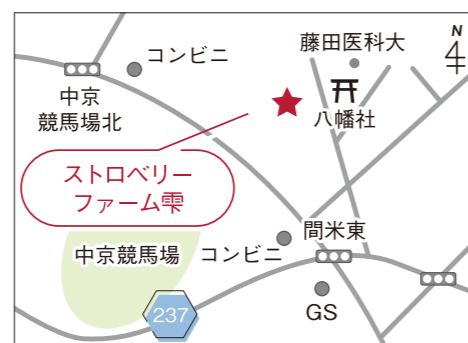 コンビニ
藤田医科大
N
中京
競馬場北
八幡社
ストロベリー
ファーム雫
間米東
中京競馬場
コンビニ
237
GS